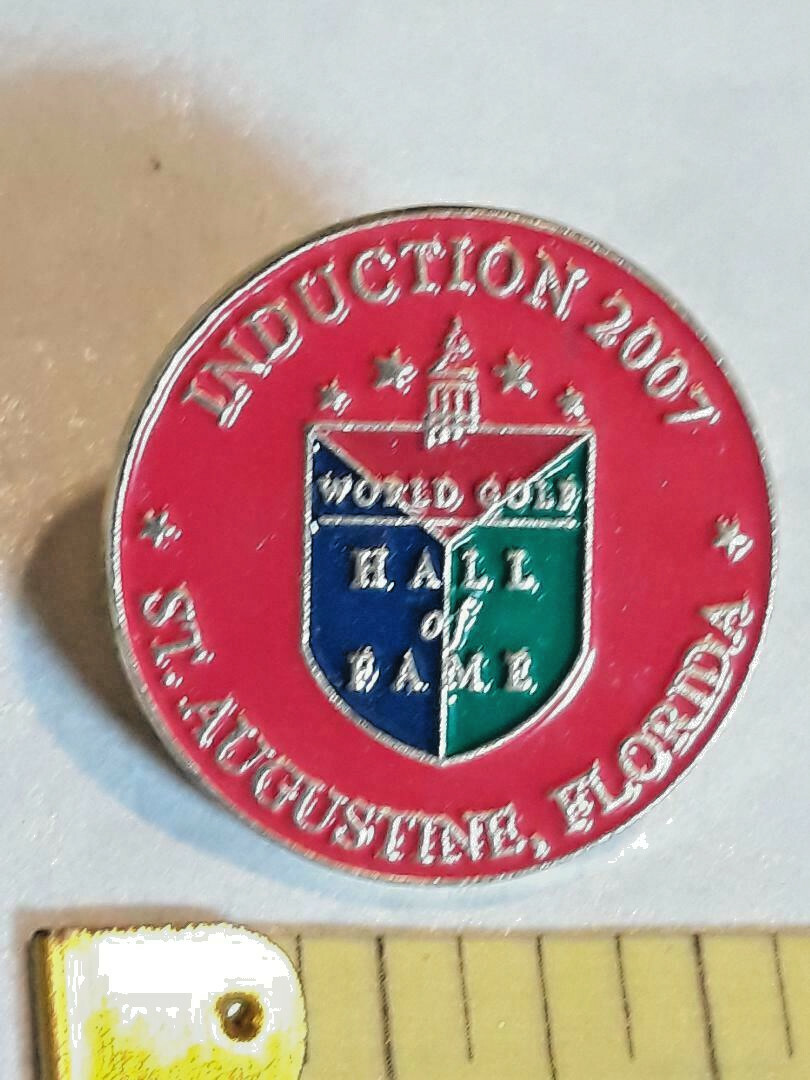 INDUCTION 2007
WORLD GOLF
HALL
of
FAME
ST. AUGUSTINE, FLORIDA